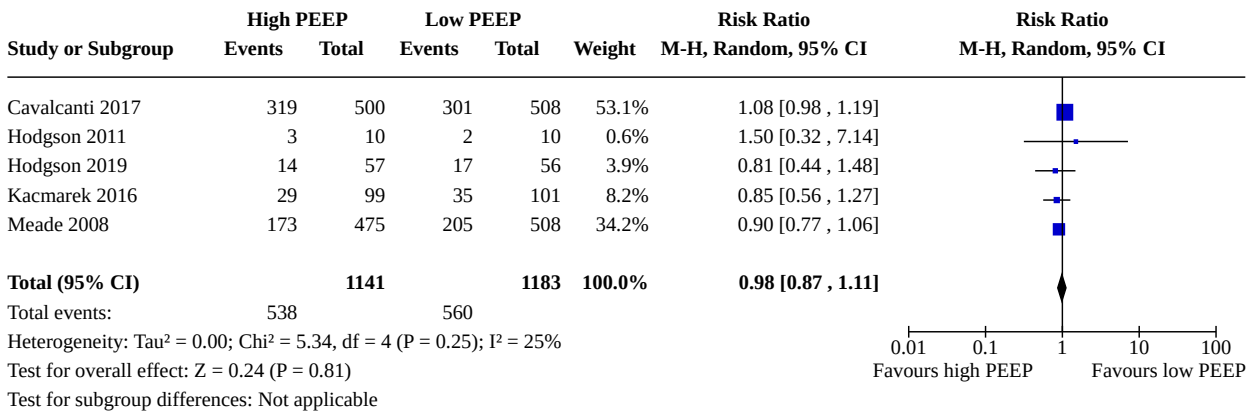 High PEEP Low PEEP Risk Ratio Risk Ratio
Study or Subgroup Events Total Events Total Weight M-H, Random, 95% CI M-H, Random, 95% CI
Cavalcanti 2017 319 500 301 508 53.1% 1.08 [0.98 , 1.19]
Hodgson 2011 3 10 2 10 0.6% 1.50 [0.32 , 7.14]
Hodgson 2019 14 57 17 56 3.9% 0.81 [0.44 , 1.48]
Kacmarek 2016 29 99 35 101 8.2% 0.85 [0.56 , 1.27]
Meade 2008 173 475 205 508 34.2% 0.90 [0.77 , 1.06]
Total (95% CI) 1141 1183 100.0% 0.98 [0.87 , 1.11]
Total events: 538 560
Heterogeneity: Tau² = 0.00; Chi² = 5.34, df = 4 (P = 0.25); I² = 25%
0.01 0.1 1 10 100
Test for overall effect: Z = 0.24 (P = 0.81) Favours high PEEP Favours low PEEP
Test for subgroup differences: Not applicable